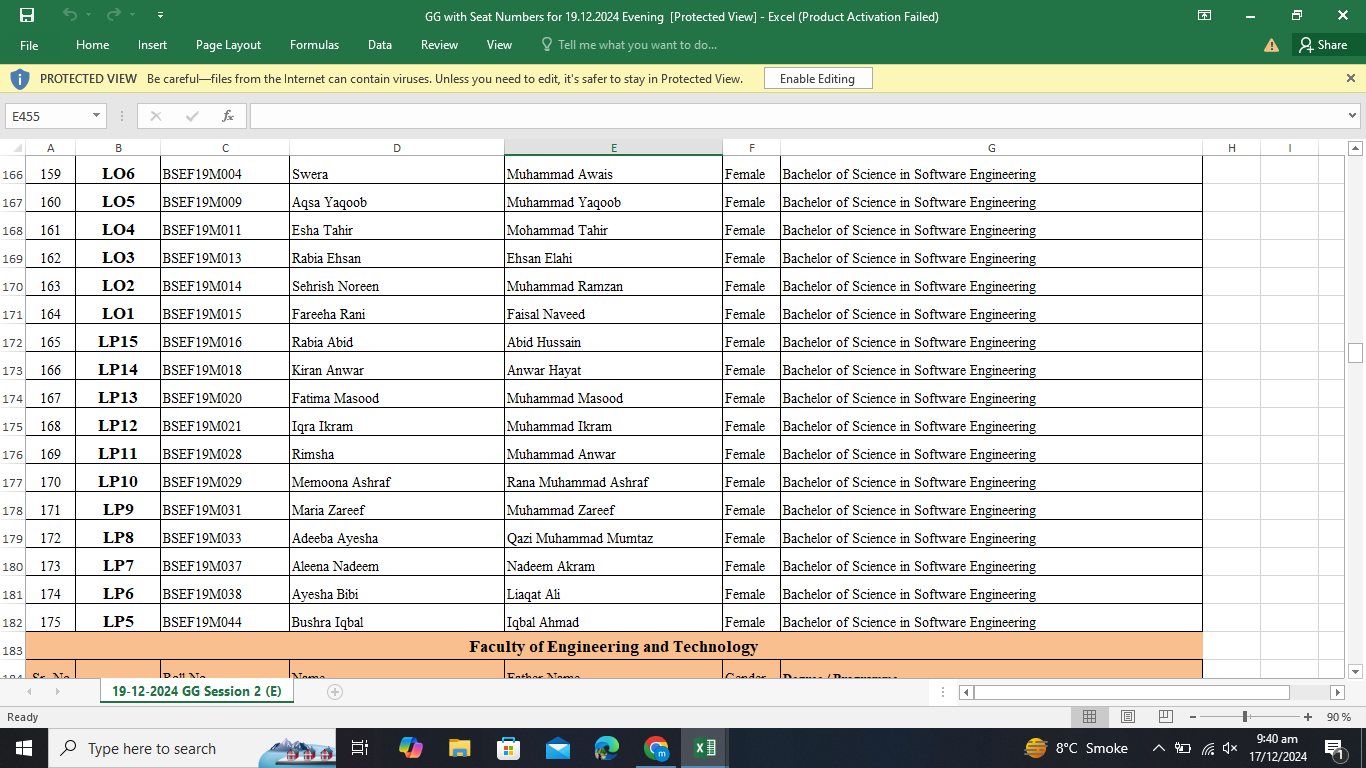 GG with Seat Numbers for 19.12.2024 Evening [Protected View] - Excel (Product Activation Failed)
File Home Insert Page Layout Formulas Data Review View Tell me what you want to do... Share
PROTECTED VIEW Be careful—files from the Internet can contain viruses. Unless you need to edit, it's safer to stay in Protected View. Enable Editing
E455 fx
A B C D E F G H I
166 159 LO6 BSEF19M004 Swera Muhammad Awais Female Bachelor of Science in Software Engineering
167 160 LO5 BSEF19M009 Aqsa Yaqoob Muhammad Yaqoob Female Bachelor of Science in Software Engineering
168 161 LO4 BSEF19M011 Esha Tahir Mohammad Tahir Female Bachelor of Science in Software Engineering
169 162 LO3 BSEF19M013 Rabia Ehsan Ehsan Elahi Female Bachelor of Science in Software Engineering
170 163 LO2 BSEF19M014 Sehrish Noreen Muhammad Ramzan Female Bachelor of Science in Software Engineering
171 164 LO1 BSEF19M015 Fareeha Rani Faisal Naveed Female Bachelor of Science in Software Engineering
172 165 LP15 BSEF19M016 Rabia Abid Abid Hussain Female Bachelor of Science in Software Engineering
173 166 LP14 BSEF19M018 Kiran Anwar Anwar Hayat Female Bachelor of Science in Software Engineering
174 167 LP13 BSEF19M020 Fatima Masood Muhammad Masood Female Bachelor of Science in Software Engineering
175 168 LP12 BSEF19M021 Iqra Ikram Muhammad Ikram Female Bachelor of Science in Software Engineering
176 169 LP11 BSEF19M028 Rimsha Muhammad Anwar Female Bachelor of Science in Software Engineering
177 170 LP10 BSEF19M029 Memoona Ashraf Rana Muhammad Ashraf Female Bachelor of Science in Software Engineering
178 171 LP9 BSEF19M031 Maria Zareef Muhammad Zareef Female Bachelor of Science in Software Engineering
179 172 LP8 BSEF19M033 Adeeba Ayesha Qazi Muhammad Mumtaz Female Bachelor of Science in Software Engineering
180 173 LP7 BSEF19M037 Aleena Nadeem Nadeem Akram Female Bachelor of Science in Software Engineering
181 174 LP6 BSEF19M038 Ayesha Bibi Liaqat Ali Female Bachelor of Science in Software Engineering
182 175 LP5 BSEF19M044 Bushra Iqbal Iqbal Ahmad Female Bachelor of Science in Software Engineering
183 Faculty of Engineering and Technology
184 Sr. No Roll No Name Father Name Gender Degree / Programme
19-12-2024 GG Session 2 (E)
Ready 90 %
Type here to search 8°C Smoke 9:40 am
17/12/2024 1